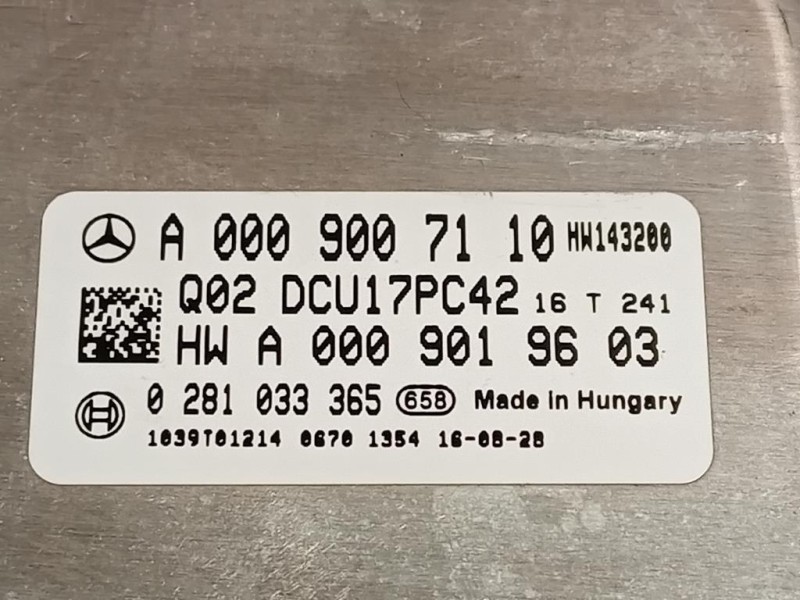 A 000 900 71 10 HW143200
Q02 DCU17PC42 16 T 241
HW A 000 901 96 03
0 281 033 365 658 Made in Hungary
1039T01214 0670 1354 16-08-28